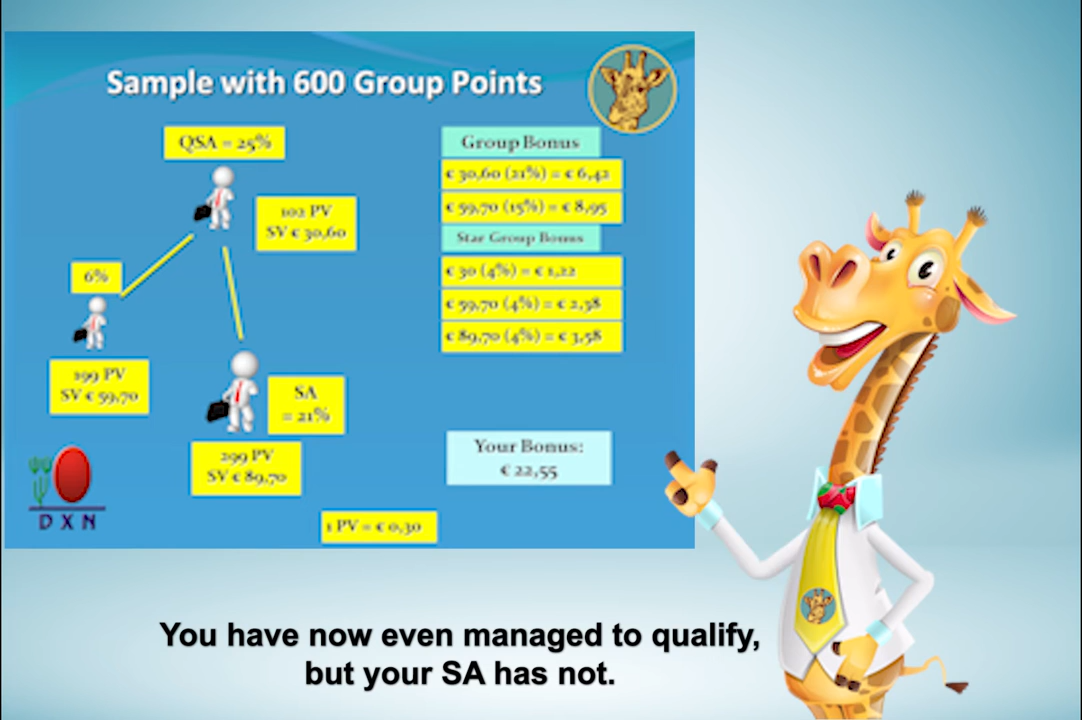 Sample with 600 Group Points
QSA = 25%
102 PV
SV € 30,60
6%
199 PV
SV € 59,70
SA
= 21%
299 PV
SV € 89,70
1 PV = € 0,30
Group Bonus
€ 30,60 (21%) = € 6,42
€ 59,70 (15%) = € 8,95
Star Group Bonus
€ 30 (4%) = € 1,22
€ 59,70 (4%) = € 2,38
€ 89,70 (4%) = € 3,58
Your Bonus:
€ 22,55
DXN
You have now even managed to qualify,
but your SA has not.